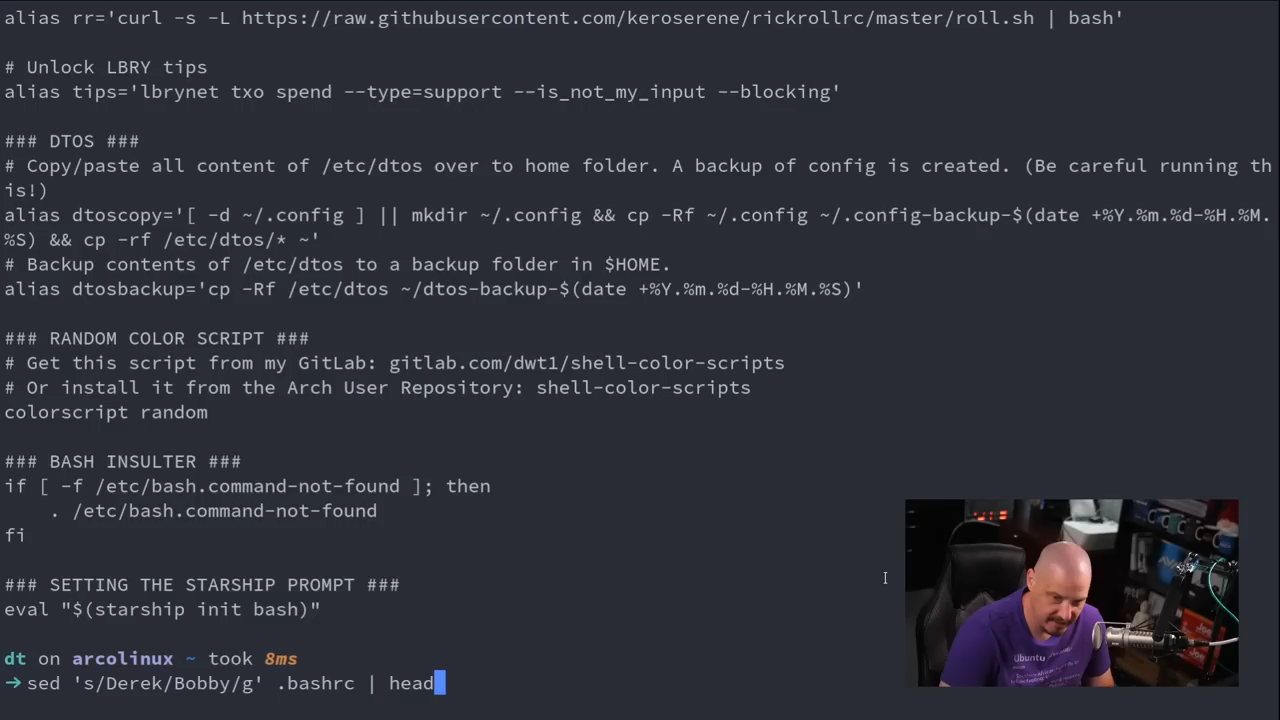 alias rr='curl -s -L https://raw.githubusercontent.com/keroserene/rickrollrc/master/roll.sh | bash'
# Unlock LBRY tips
alias tips='lbrynet txo spend --type=support --is_not_my_input --blocking'
### DTOS ###
# Copy/paste all content of /etc/dtos over to home folder. A backup of config is created. (Be careful running th
is!)
alias dtoscopy='[ -d ~/.config ] || mkdir ~/.config && cp -Rf ~/.config ~/.config-backup-$(date +%Y.%m.%d-%H.%M.
%S) && cp -rf /etc/dtos/* ~'
# Backup contents of /etc/dtos to a backup folder in $HOME.
alias dtosbackup='cp -Rf /etc/dtos ~/dtos-backup-$(date +%Y.%m.%d-%H.%M.%S)'
### RANDOM COLOR SCRIPT ###
# Get this script from my GitLab: gitlab.com/dwt1/shell-color-scripts
# Or install it from the Arch User Repository: shell-color-scripts
colorscript random
### BASH INSULTER ###
if [ -f /etc/bash.command-not-found ]; then
    . /etc/bash.command-not-found
fi
### SETTING THE STARSHIP PROMPT ###
eval "$(starship init bash)"
dt on arcolinux ~ took 8ms
➜ sed 's/Derek/Bobby/g' .bashrc | head
Ubuntu